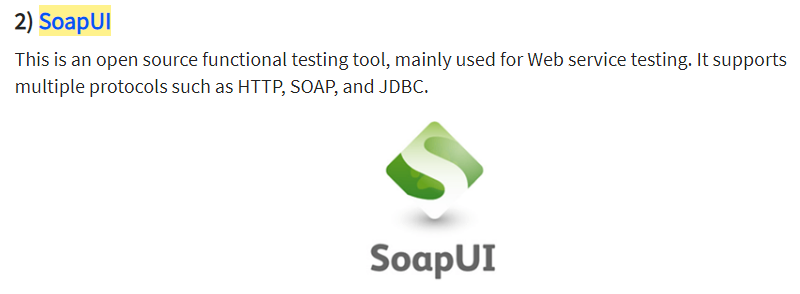 2) SoapUI
This is an open source functional testing tool, mainly used for Web service testing. It supports
multiple protocols such as HTTP, SOAP, and JDBC.
SoapUI